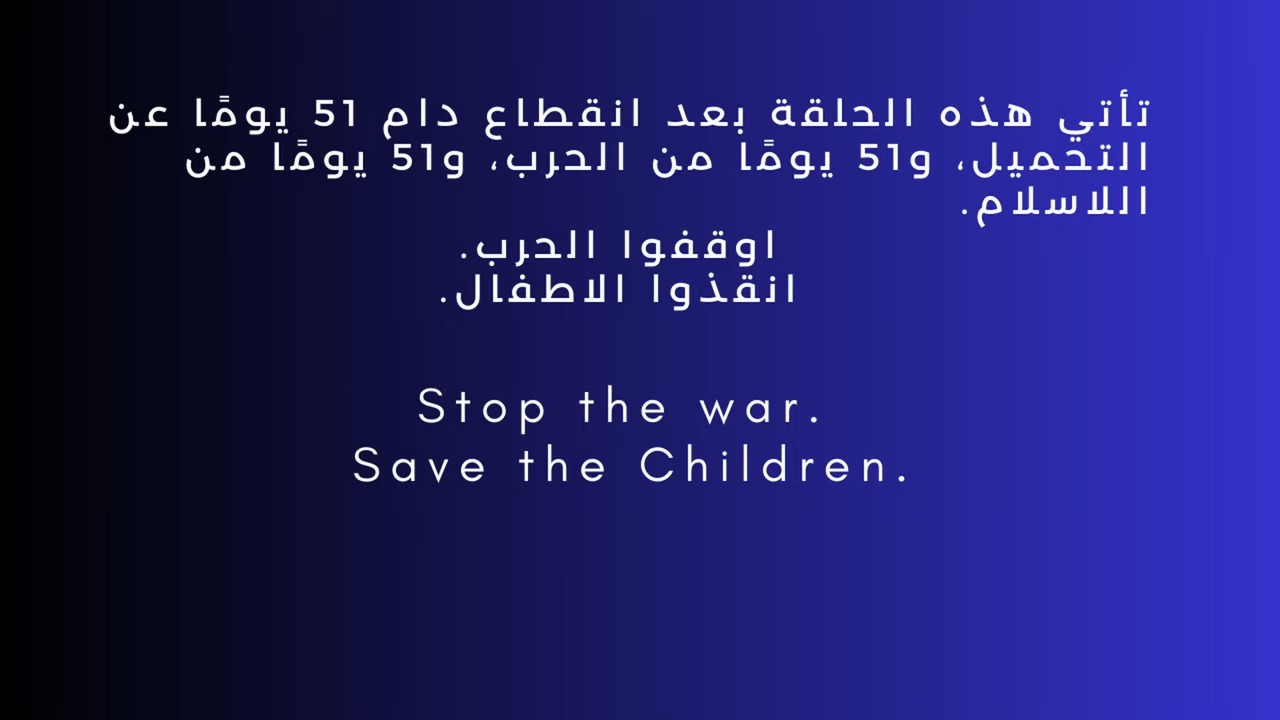 تأتي هذه الحلقة بعد انقطاع دام 51 يومًا عن
التحميل، و51 يومًا من الحرب، و51 يومًا من
اللاسلام.
اوقفوا الحرب.
انقذوا الاطفال.
Stop the war.
Save the Children.